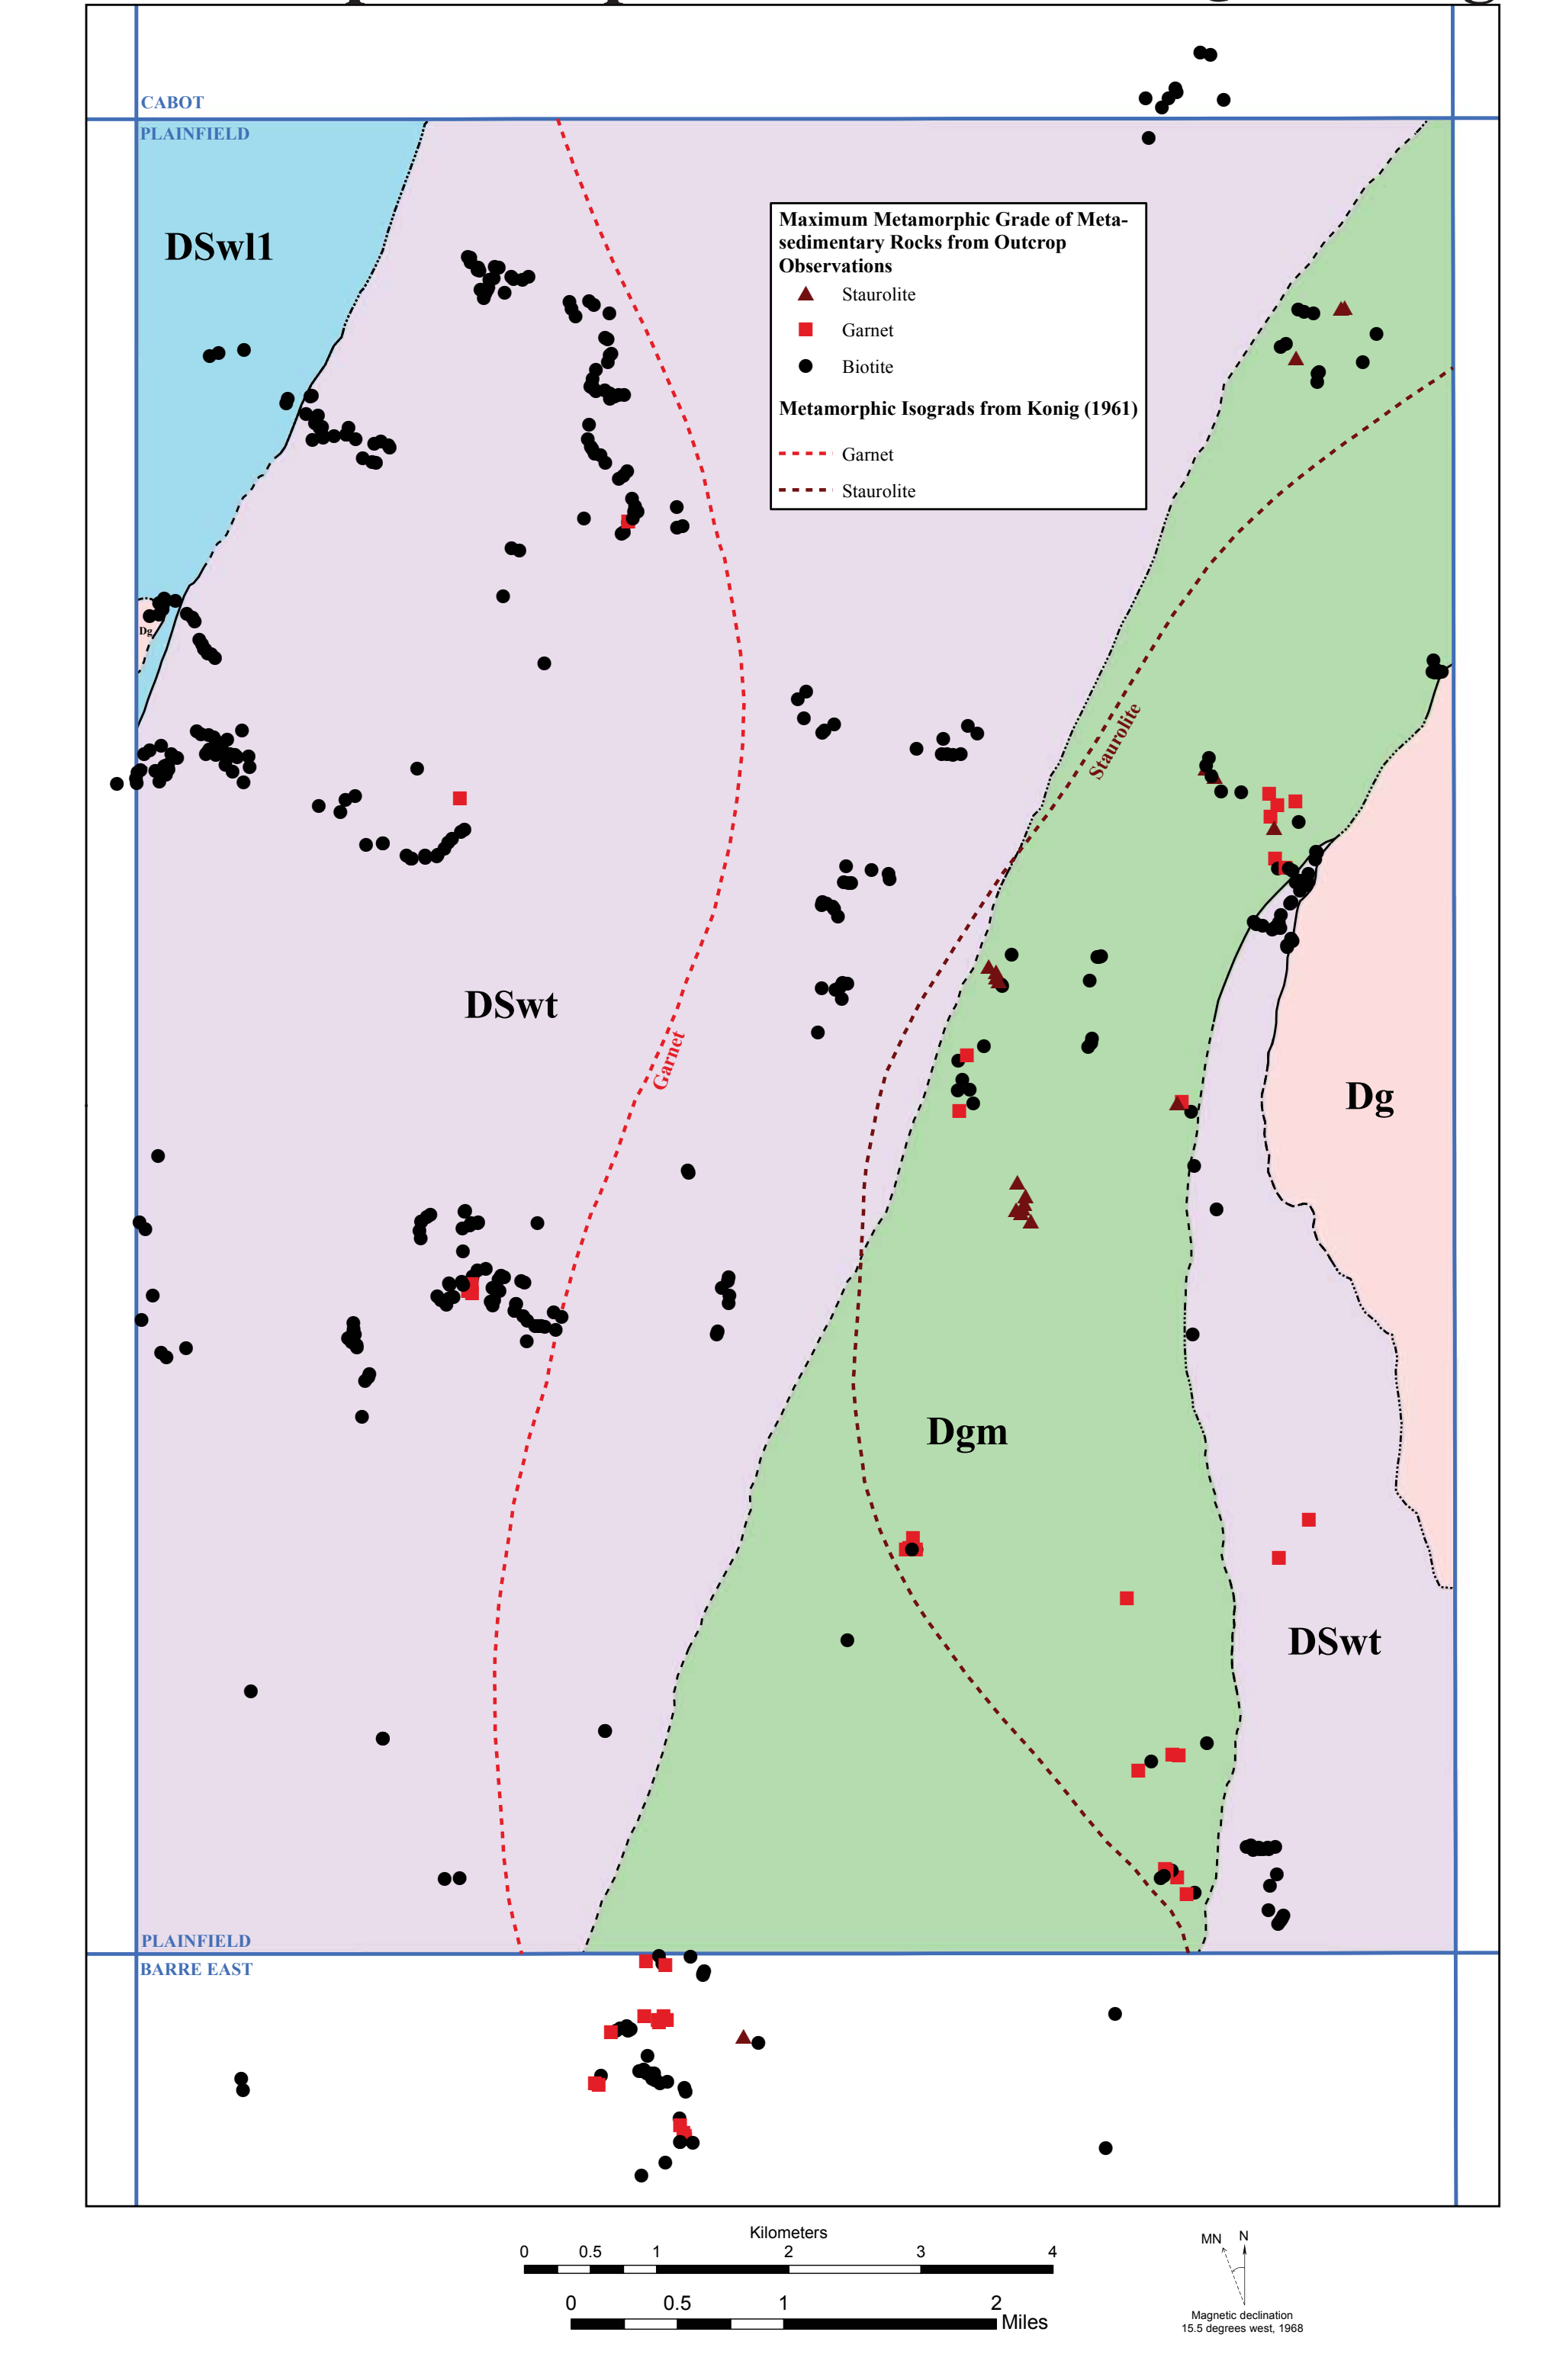 CABOT
PLAINFIELD
DSwl1
Maximum Metamorphic Grade of Meta-
sedimentary Rocks from Outcrop
Observations
Staurolite
Garnet
Biotite
Metamorphic Isograds from Konig (1961)
Garnet
Staurolite
Dg
Staurolite
DSwt
Garnet
Dg
Dgm
DSwt
PLAINFIELD
BARRE EAST
Kilometers
0 0.5 1 2 3 4
0 0.5 1 2
Miles
MN N
Magnetic declination
15.5 degrees west, 1968